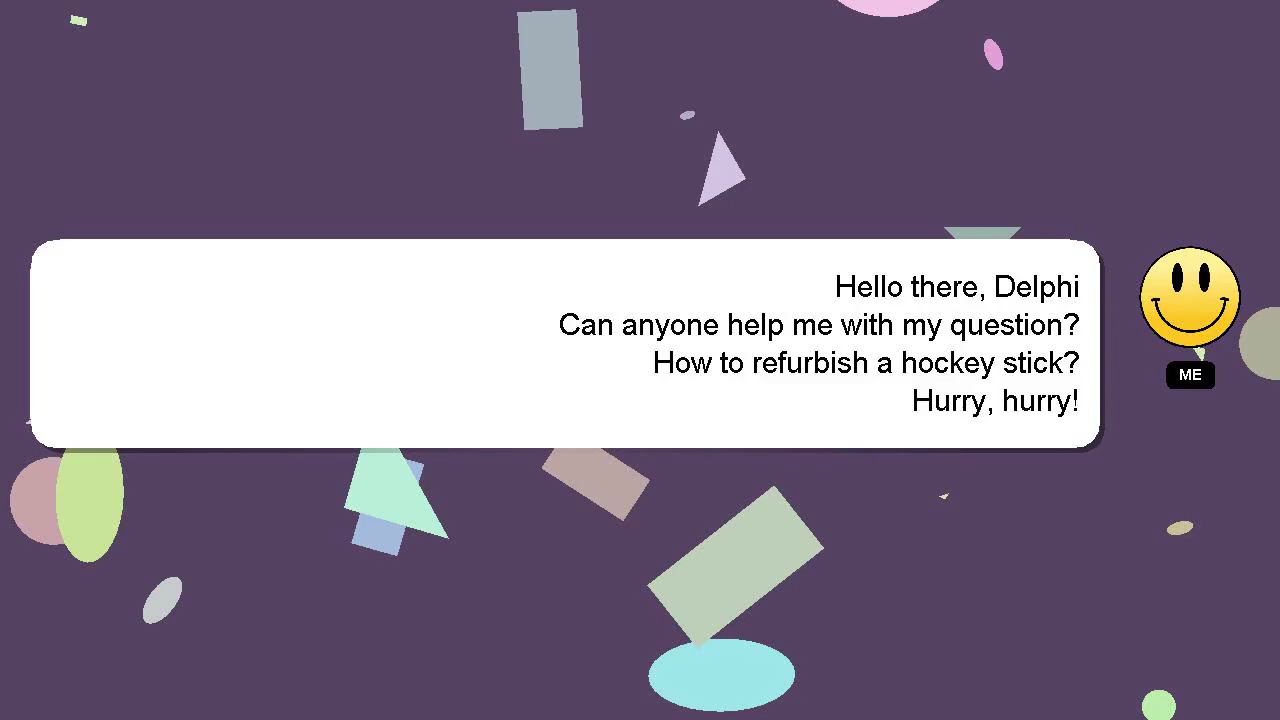 Hello there, Delphi
Can anyone help me with my question?
How to refurbish a hockey stick?
Hurry, hurry!
ME